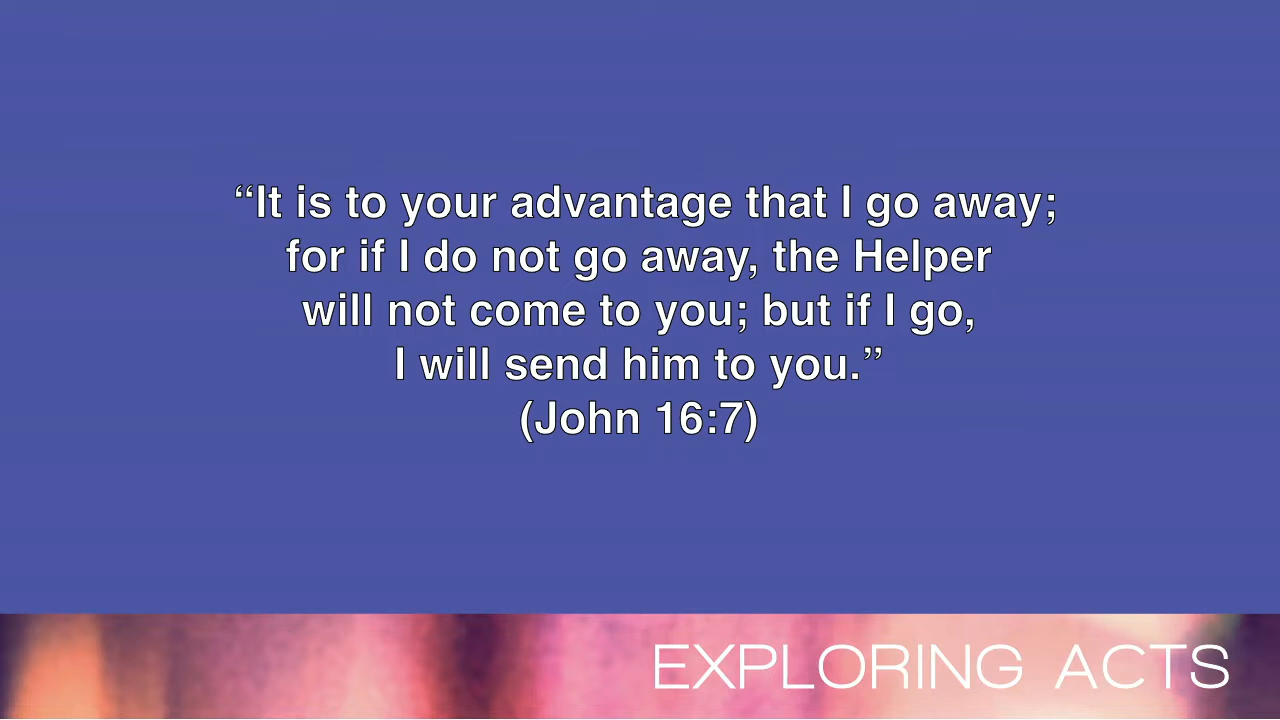 “It is to your advantage that I go away;
for if I do not go away, the Helper
will not come to you; but if I go,
I will send him to you.”
(John 16:7)
EXPLORING ACTS